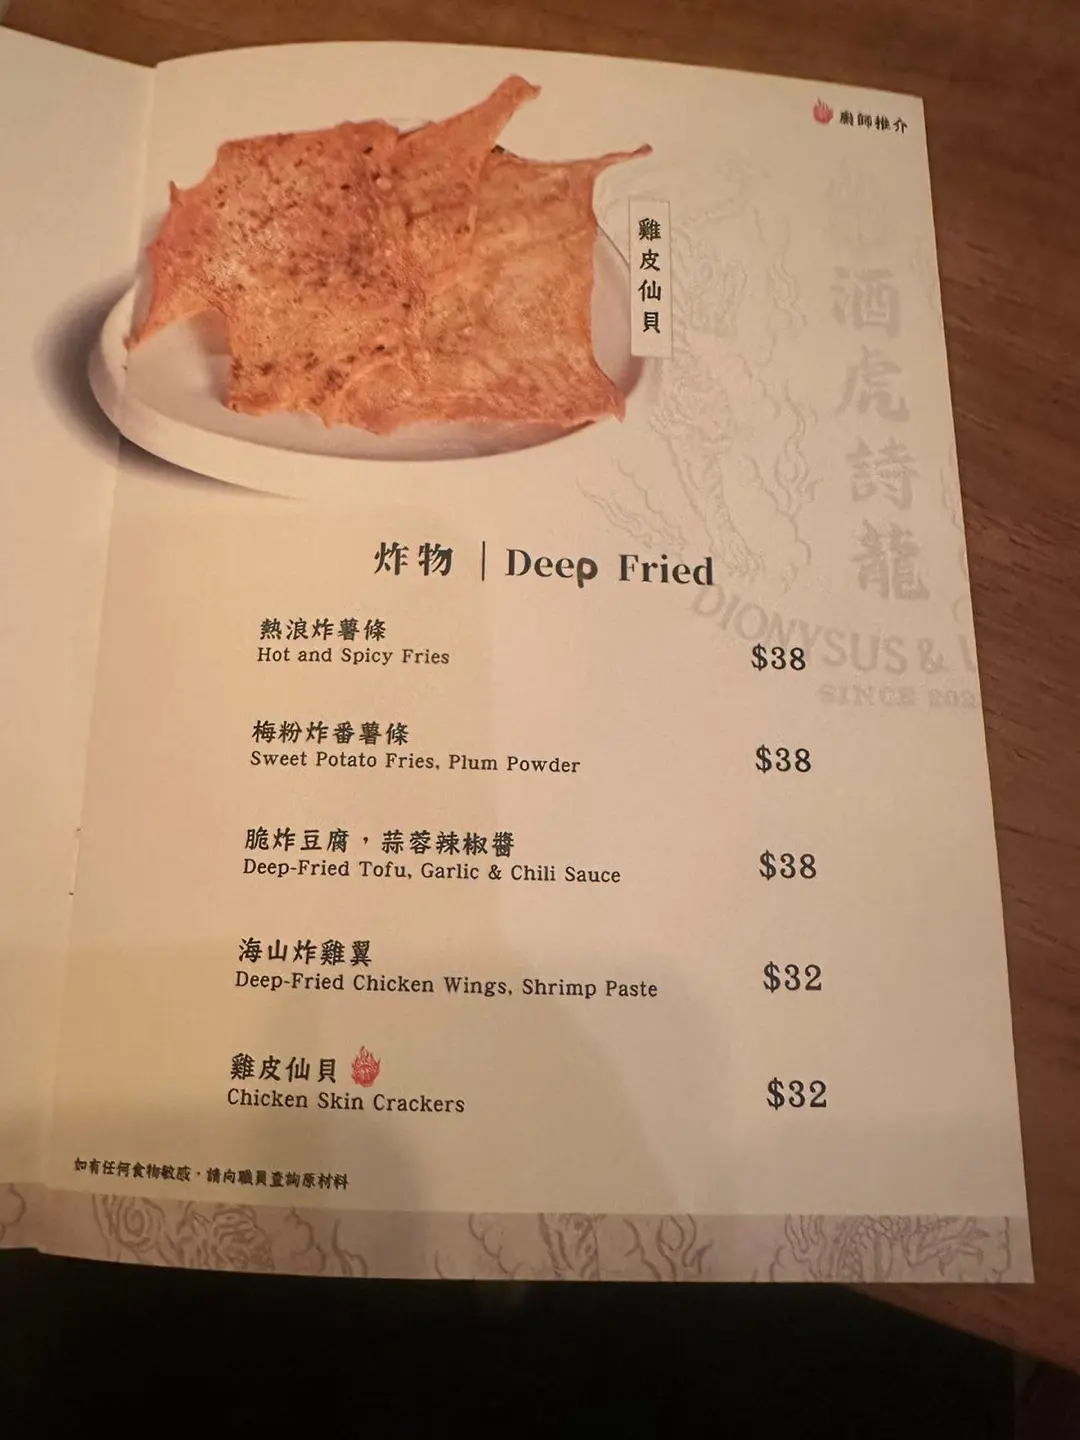 廚師推介
雞皮仙貝
酒虎詩龍
DIONYSUS &
SINCE
炸物 | Deep Fried
熱浪炸薯條
Hot and Spicy Fries $38
梅粉炸番薯條
Sweet Potato Fries, Plum Powder $38
脆炸豆腐，蒜蓉辣椒醬
Deep-Fried Tofu, Garlic & Chili Sauce $38
海山炸雞翼
Deep-Fried Chicken Wings, Shrimp Paste $32
雞皮仙貝
Chicken Skin Crackers $32
如有任何食物敏感，請向職員查詢原材料